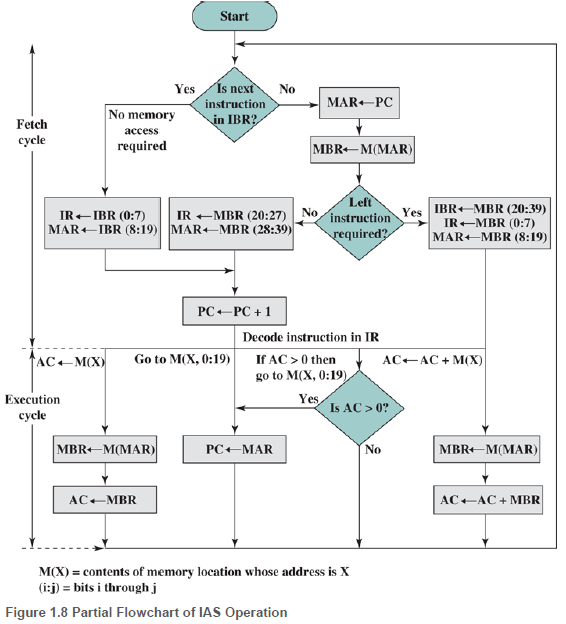 Start
Yes
Is next
instruction
in IBR?
No
MAR←PC
No memory
access
required
Fetch
cycle
MBR←M(MAR)
Left
instruction
required?
No
Yes
IR ← IBR (0:7)
MAR←IBR (8:19)
IR ←MBR (20:27)
MAR←MBR (28:39)
IBR←MBR (20:39)
IR←MBR (0:7)
MAR←MBR (8:19)
PC←PC + 1
Decode instruction in IR
AC←M(X)
Go to M(X, 0:19)
If AC > 0 then
go to M(X, 0:19)
AC← AC + M(X)
Execution
cycle
Yes
Is AC > 0?
No
MBR←M(MAR)
PC←MAR
MBR←M(MAR)
AC←MBR
AC←AC + MBR
M(X) = contents of memory location whose address is X
(i:j) = bits i through j
Figure 1.8 Partial Flowchart of IAS Operation